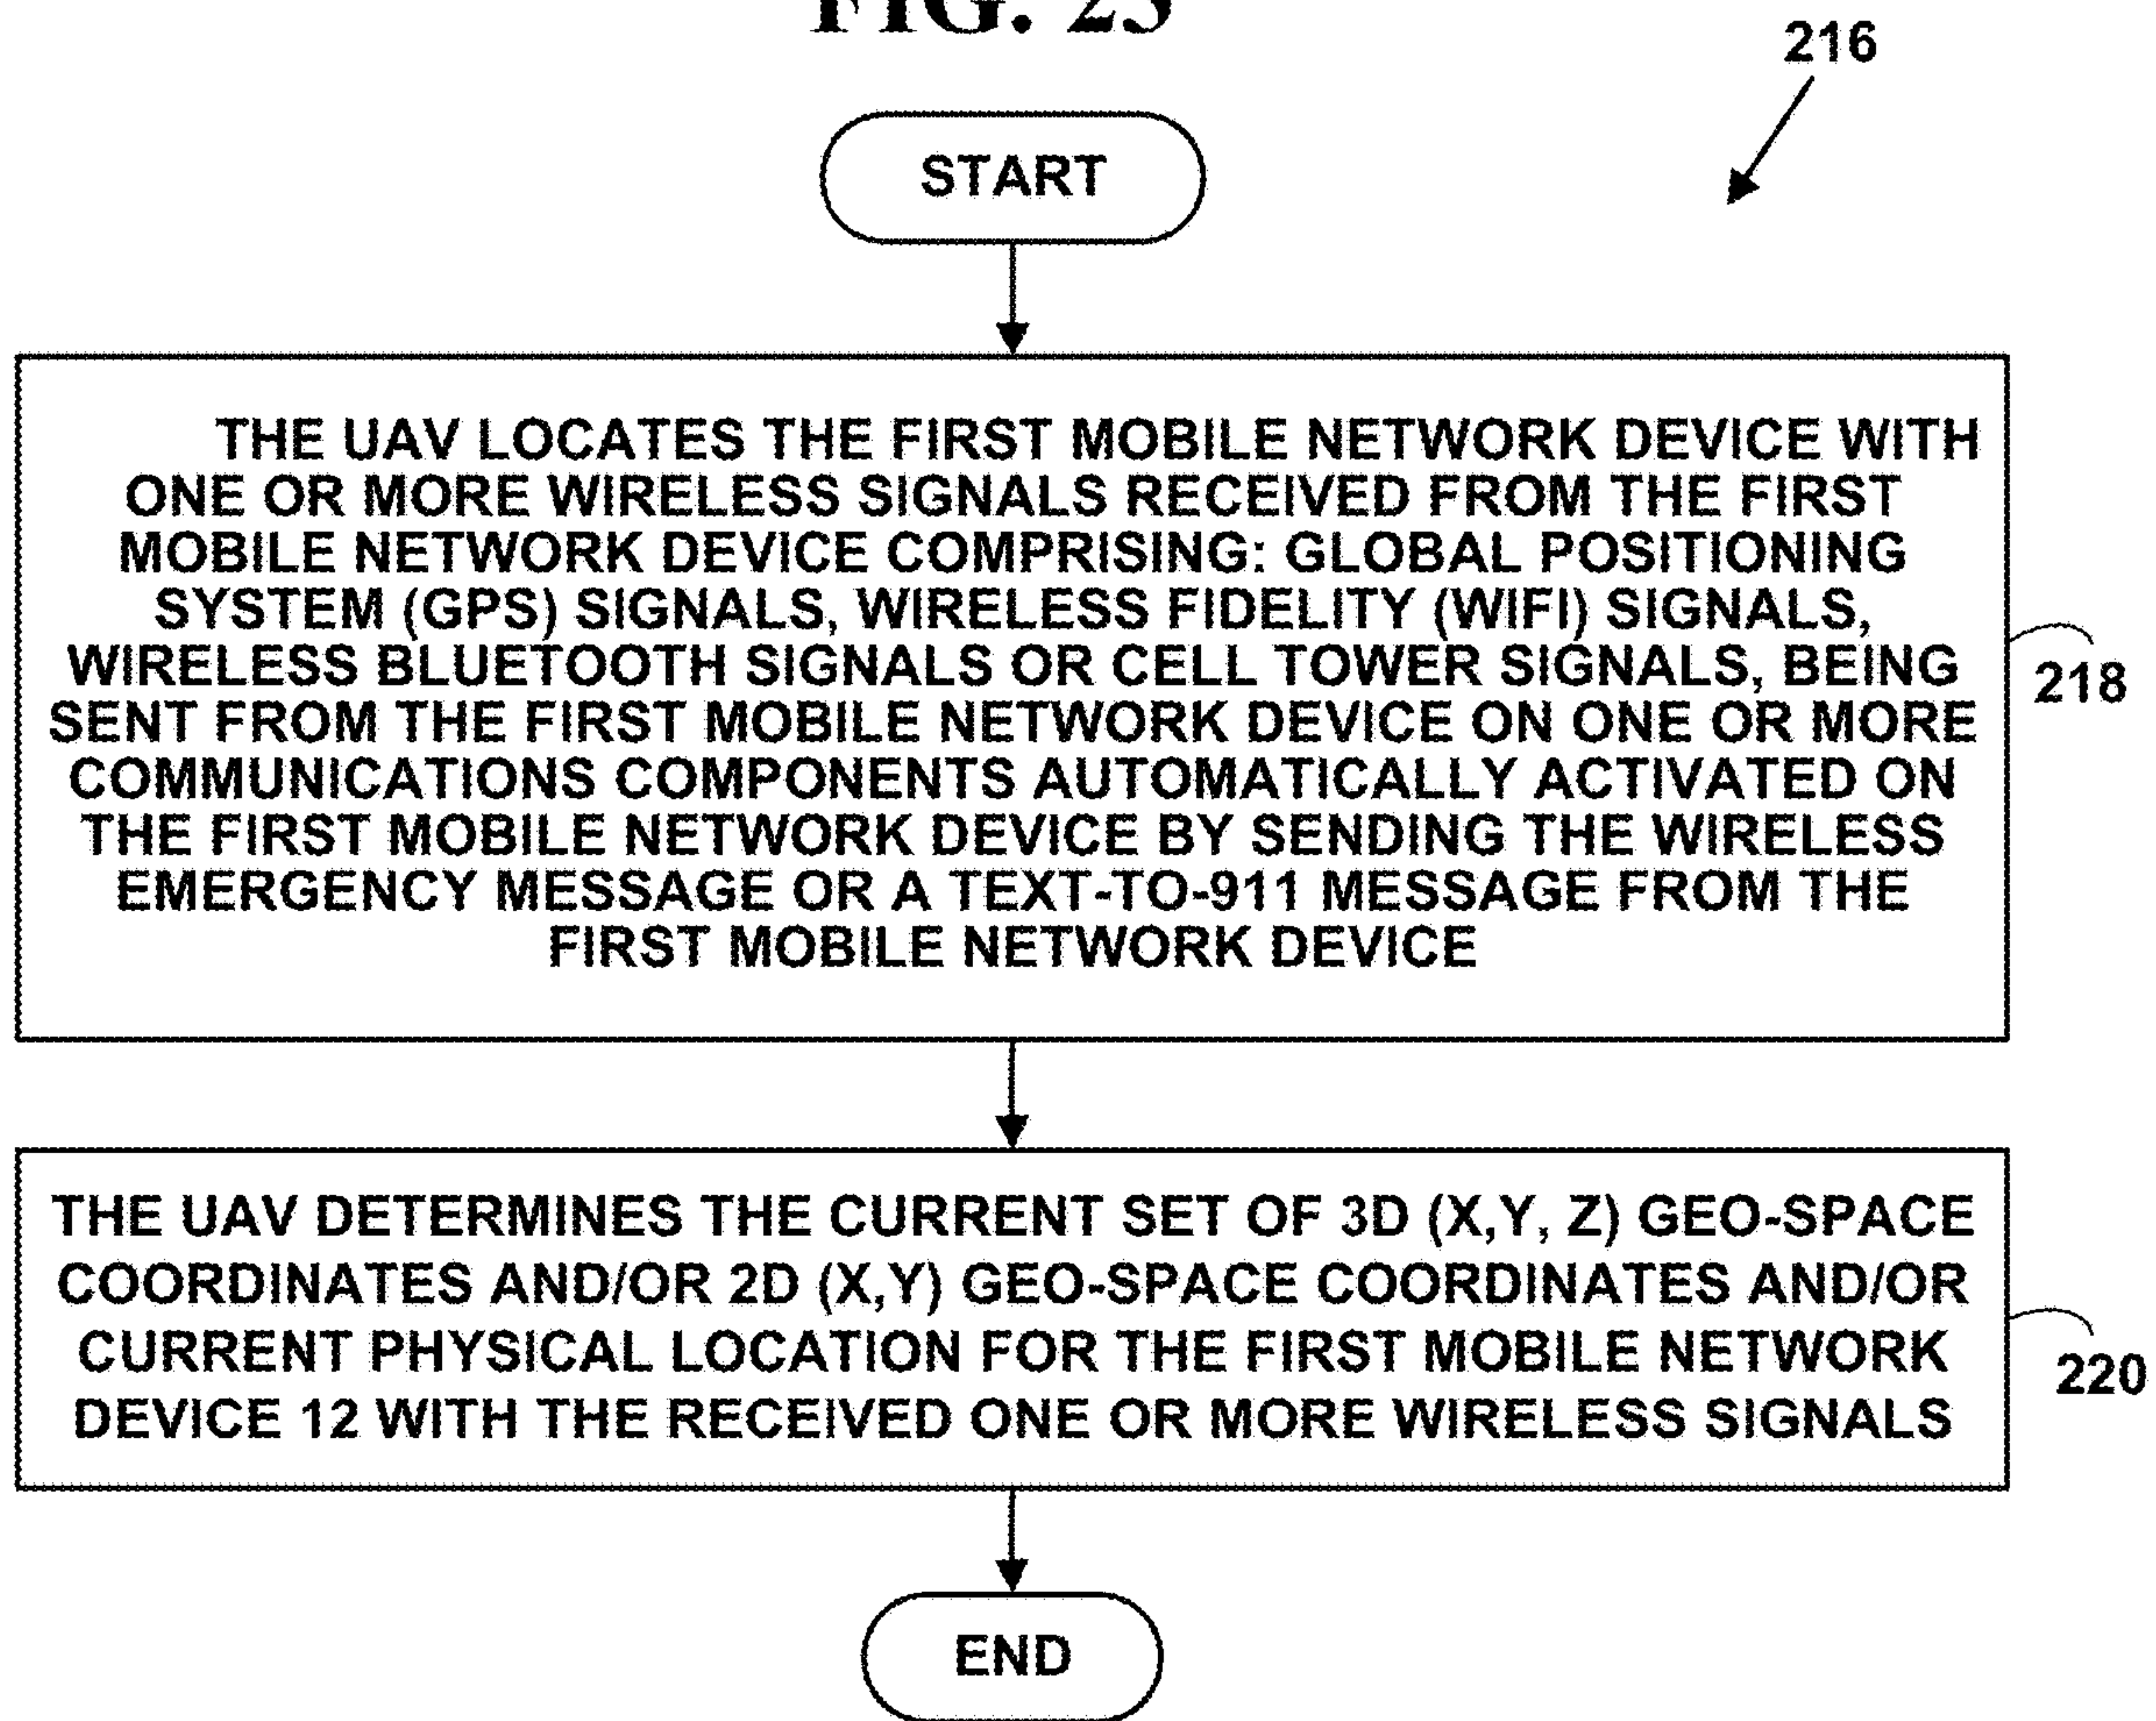 FIG. 23
216
START
THE UAV LOCATES THE FIRST MOBILE NETWORK DEVICE WITH
ONE OR MORE WIRELESS SIGNALS RECEIVED FROM THE FIRST
MOBILE NETWORK DEVICE COMPRISING: GLOBAL POSITIONING
SYSTEM (GPS) SIGNALS, WIRELESS FIDELITY (WIFI) SIGNALS,
WIRELESS BLUETOOTH SIGNALS OR CELL TOWER SIGNALS, BEING
SENT FROM THE FIRST MOBILE NETWORK DEVICE ON ONE OR MORE
COMMUNICATIONS COMPONENTS AUTOMATICALLY ACTIVATED ON
THE FIRST MOBILE NETWORK DEVICE BY SENDING THE WIRELESS
EMERGENCY MESSAGE OR A TEXT-TO-911 MESSAGE FROM THE
FIRST MOBILE NETWORK DEVICE
218
THE UAV DETERMINES THE CURRENT SET OF 3D (X,Y, Z) GEO-SPACE
COORDINATES AND/OR 2D (X,Y) GEO-SPACE COORDINATES AND/OR
CURRENT PHYSICAL LOCATION FOR THE FIRST MOBILE NETWORK
DEVICE 12 WITH THE RECEIVED ONE OR MORE WIRELESS SIGNALS
220
END